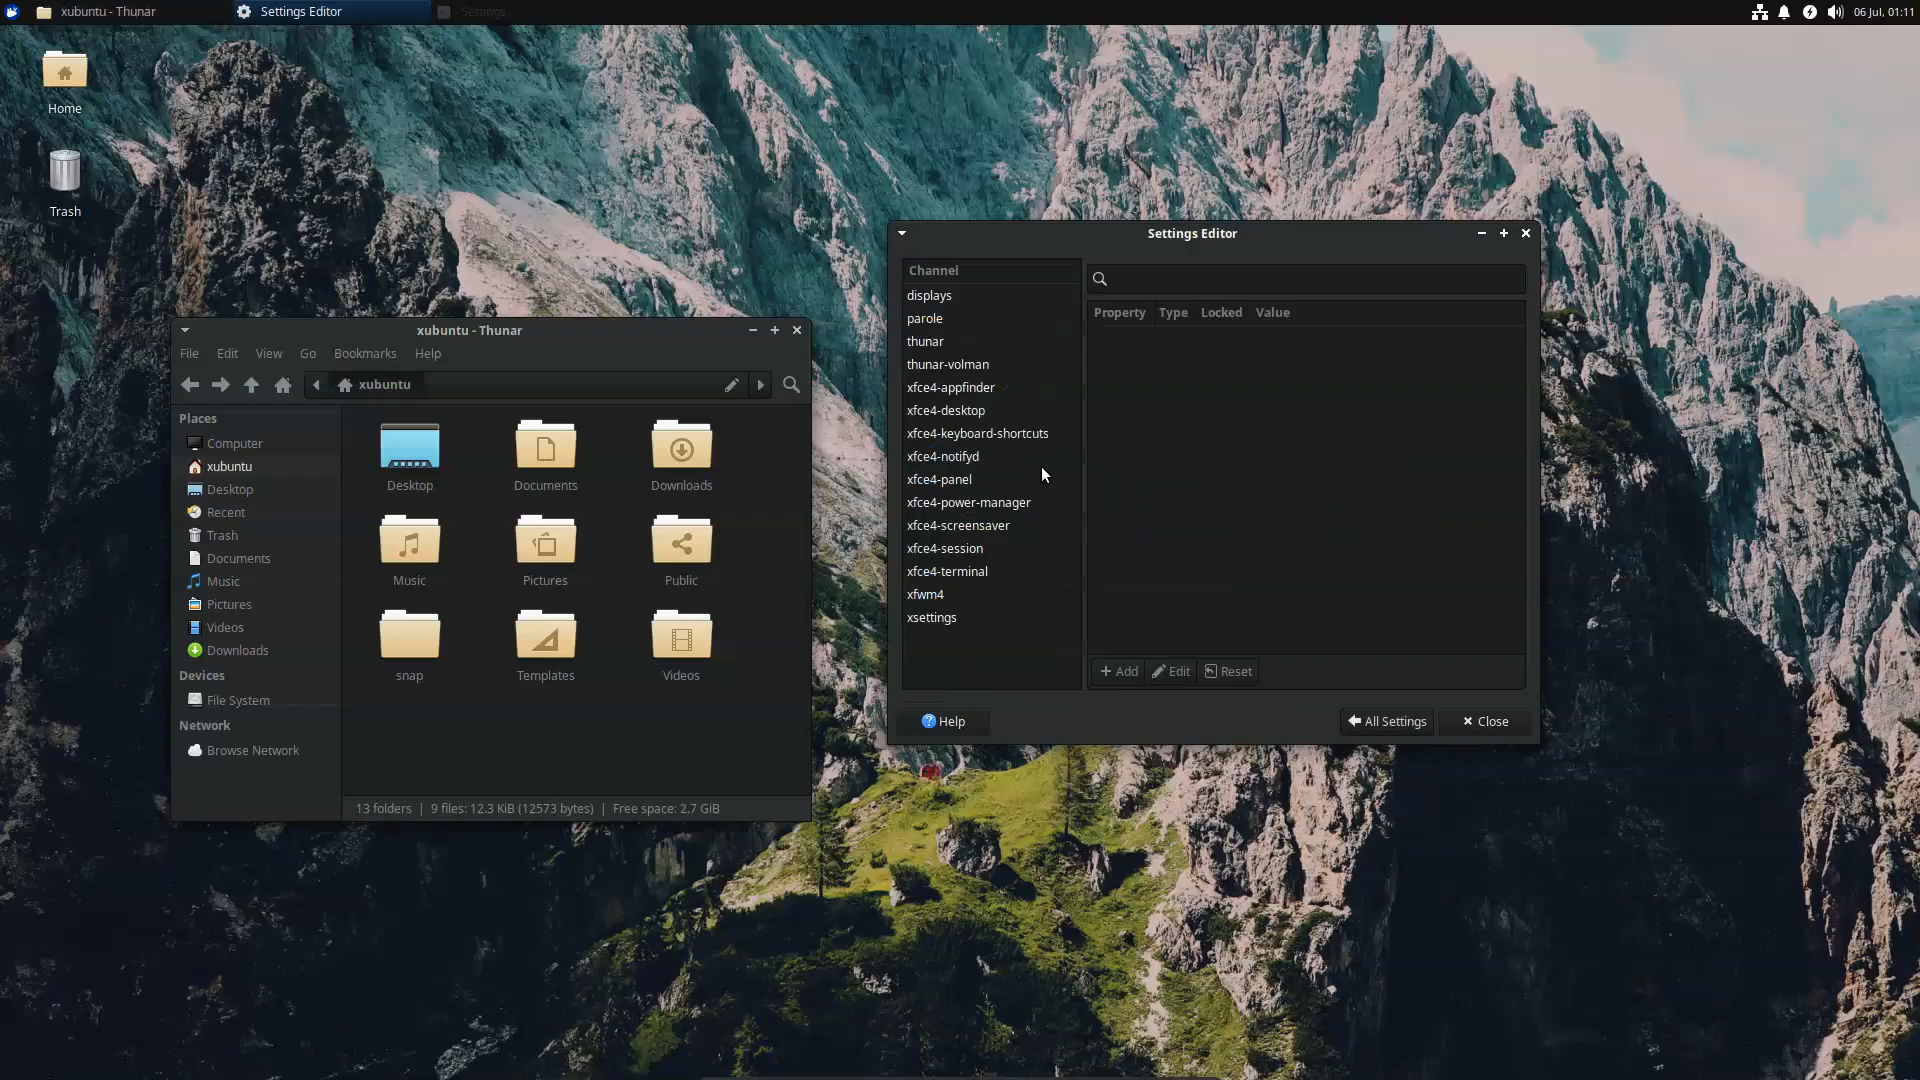 xubuntu - Thunar
Settings Editor
Settings
06 Jul, 01:11
Home
Trash
xubuntu - Thunar
File Edit View Go Bookmarks Help
xubuntu
Places
Computer
xubuntu
Desktop
Recent
Trash
Documents
Music
Pictures
Videos
Downloads
Devices
File System
Network
Browse Network
Desktop Documents Downloads
Music Pictures Public
snap Templates Videos
13 folders | 9 files: 12.3 KiB (12573 bytes) | Free space: 2.7 GiB
Settings Editor
Channel
displays
parole
thunar
thunar-volman
xfce4-appfinder
xfce4-desktop
xfce4-keyboard-shortcuts
xfce4-notifyd
xfce4-panel
xfce4-power-manager
xfce4-screensaver
xfce4-session
xfce4-terminal
xfwm4
xsettings
Property Type Locked Value
Add Edit Reset
Help
All Settings
Close